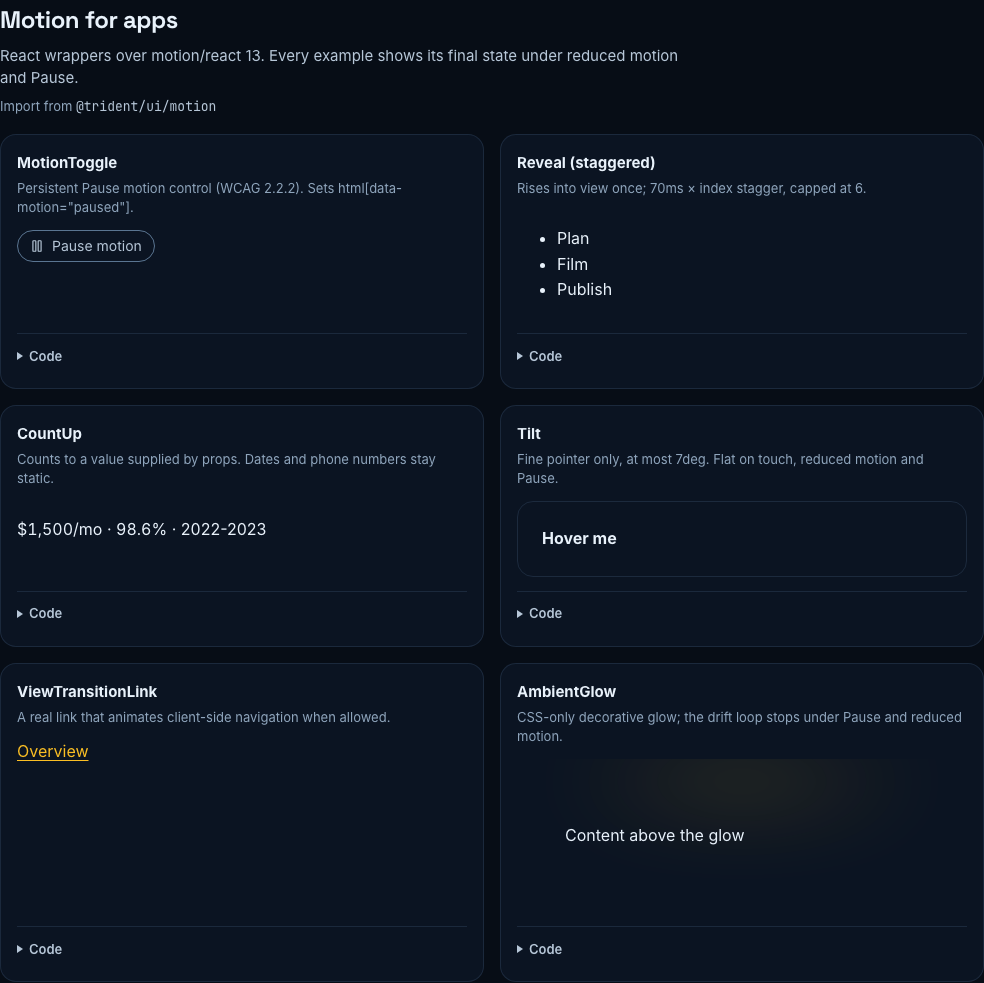 Motion for apps
React wrappers over motion/react 13. Every example shows its final state under reduced motion
and Pause.
Import from @trident/ui/motion
MotionToggle
Persistent Pause motion control (WCAG 2.2.2). Sets html[data-
motion="paused"].
Pause motion
Code
Reveal (staggered)
Rises into view once; 70ms × index stagger, capped at 6.
• Plan
• Film
• Publish
Code
CountUp
Counts to a value supplied by props. Dates and phone numbers stay
static.
$1,500/mo · 98.6% · 2022-2023
Code
Tilt
Fine pointer only, at most 7deg. Flat on touch, reduced motion and
Pause.
Hover me
Code
ViewTransitionLink
A real link that animates client-side navigation when allowed.
Overview
Code
AmbientGlow
CSS-only decorative glow; the drift loop stops under Pause and reduced
motion.
Content above the glow
Code